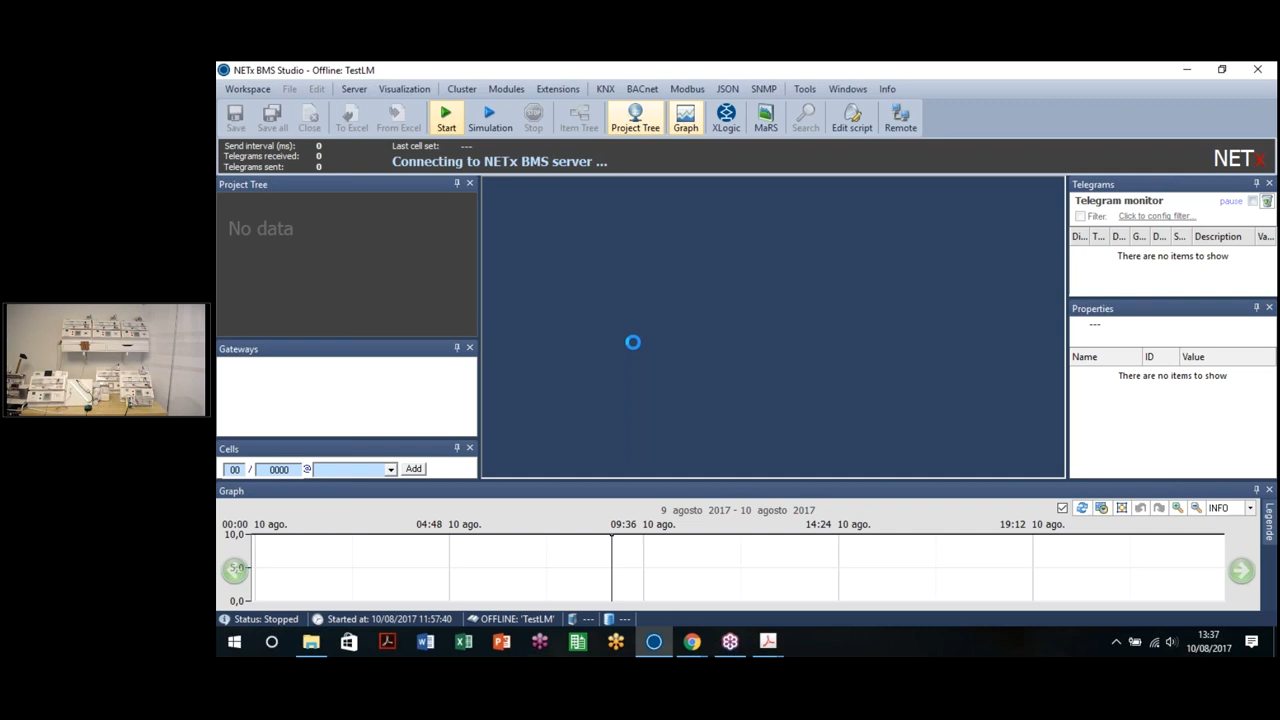 NETx BMS Studio - Offline: TestLM
Workspace File Edit Server Visualization Cluster Modules Extensions KNX BACnet Modbus JSON SNMP Tools Windows Info
Save Save all Close To Excel From Excel Start Simulation Stop Item Tree Project Tree Graph XLogic MaRS Search Edit script Remote
Send interval (ms): 0 Last cell set: ---
Telegrams received: 0 Connecting to NETx BMS server ... NETx
Telegrams sent: 0
Project Tree
No data
Gateways
Cells
00 / 0000 @ Add
Telegrams
Telegram monitor pause
Filter: Click to config filter...
Di... T... D... G... D... S... Description Va...
There are no items to show
Properties
---
Name ID Value
There are no items to show
Graph
9 agosto 2017 - 10 agosto 2017 INFO
00:00 10 ago. 04:48 10 ago. 09:36 10 ago. 14:24 10 ago. 19:12 10 ago.
10,0
5,0
0,0
Legende
Status: Stopped Started at: 10/08/2017 11:57:40 OFFLINE: 'TestLM' --- ---
13:37
10/08/2017